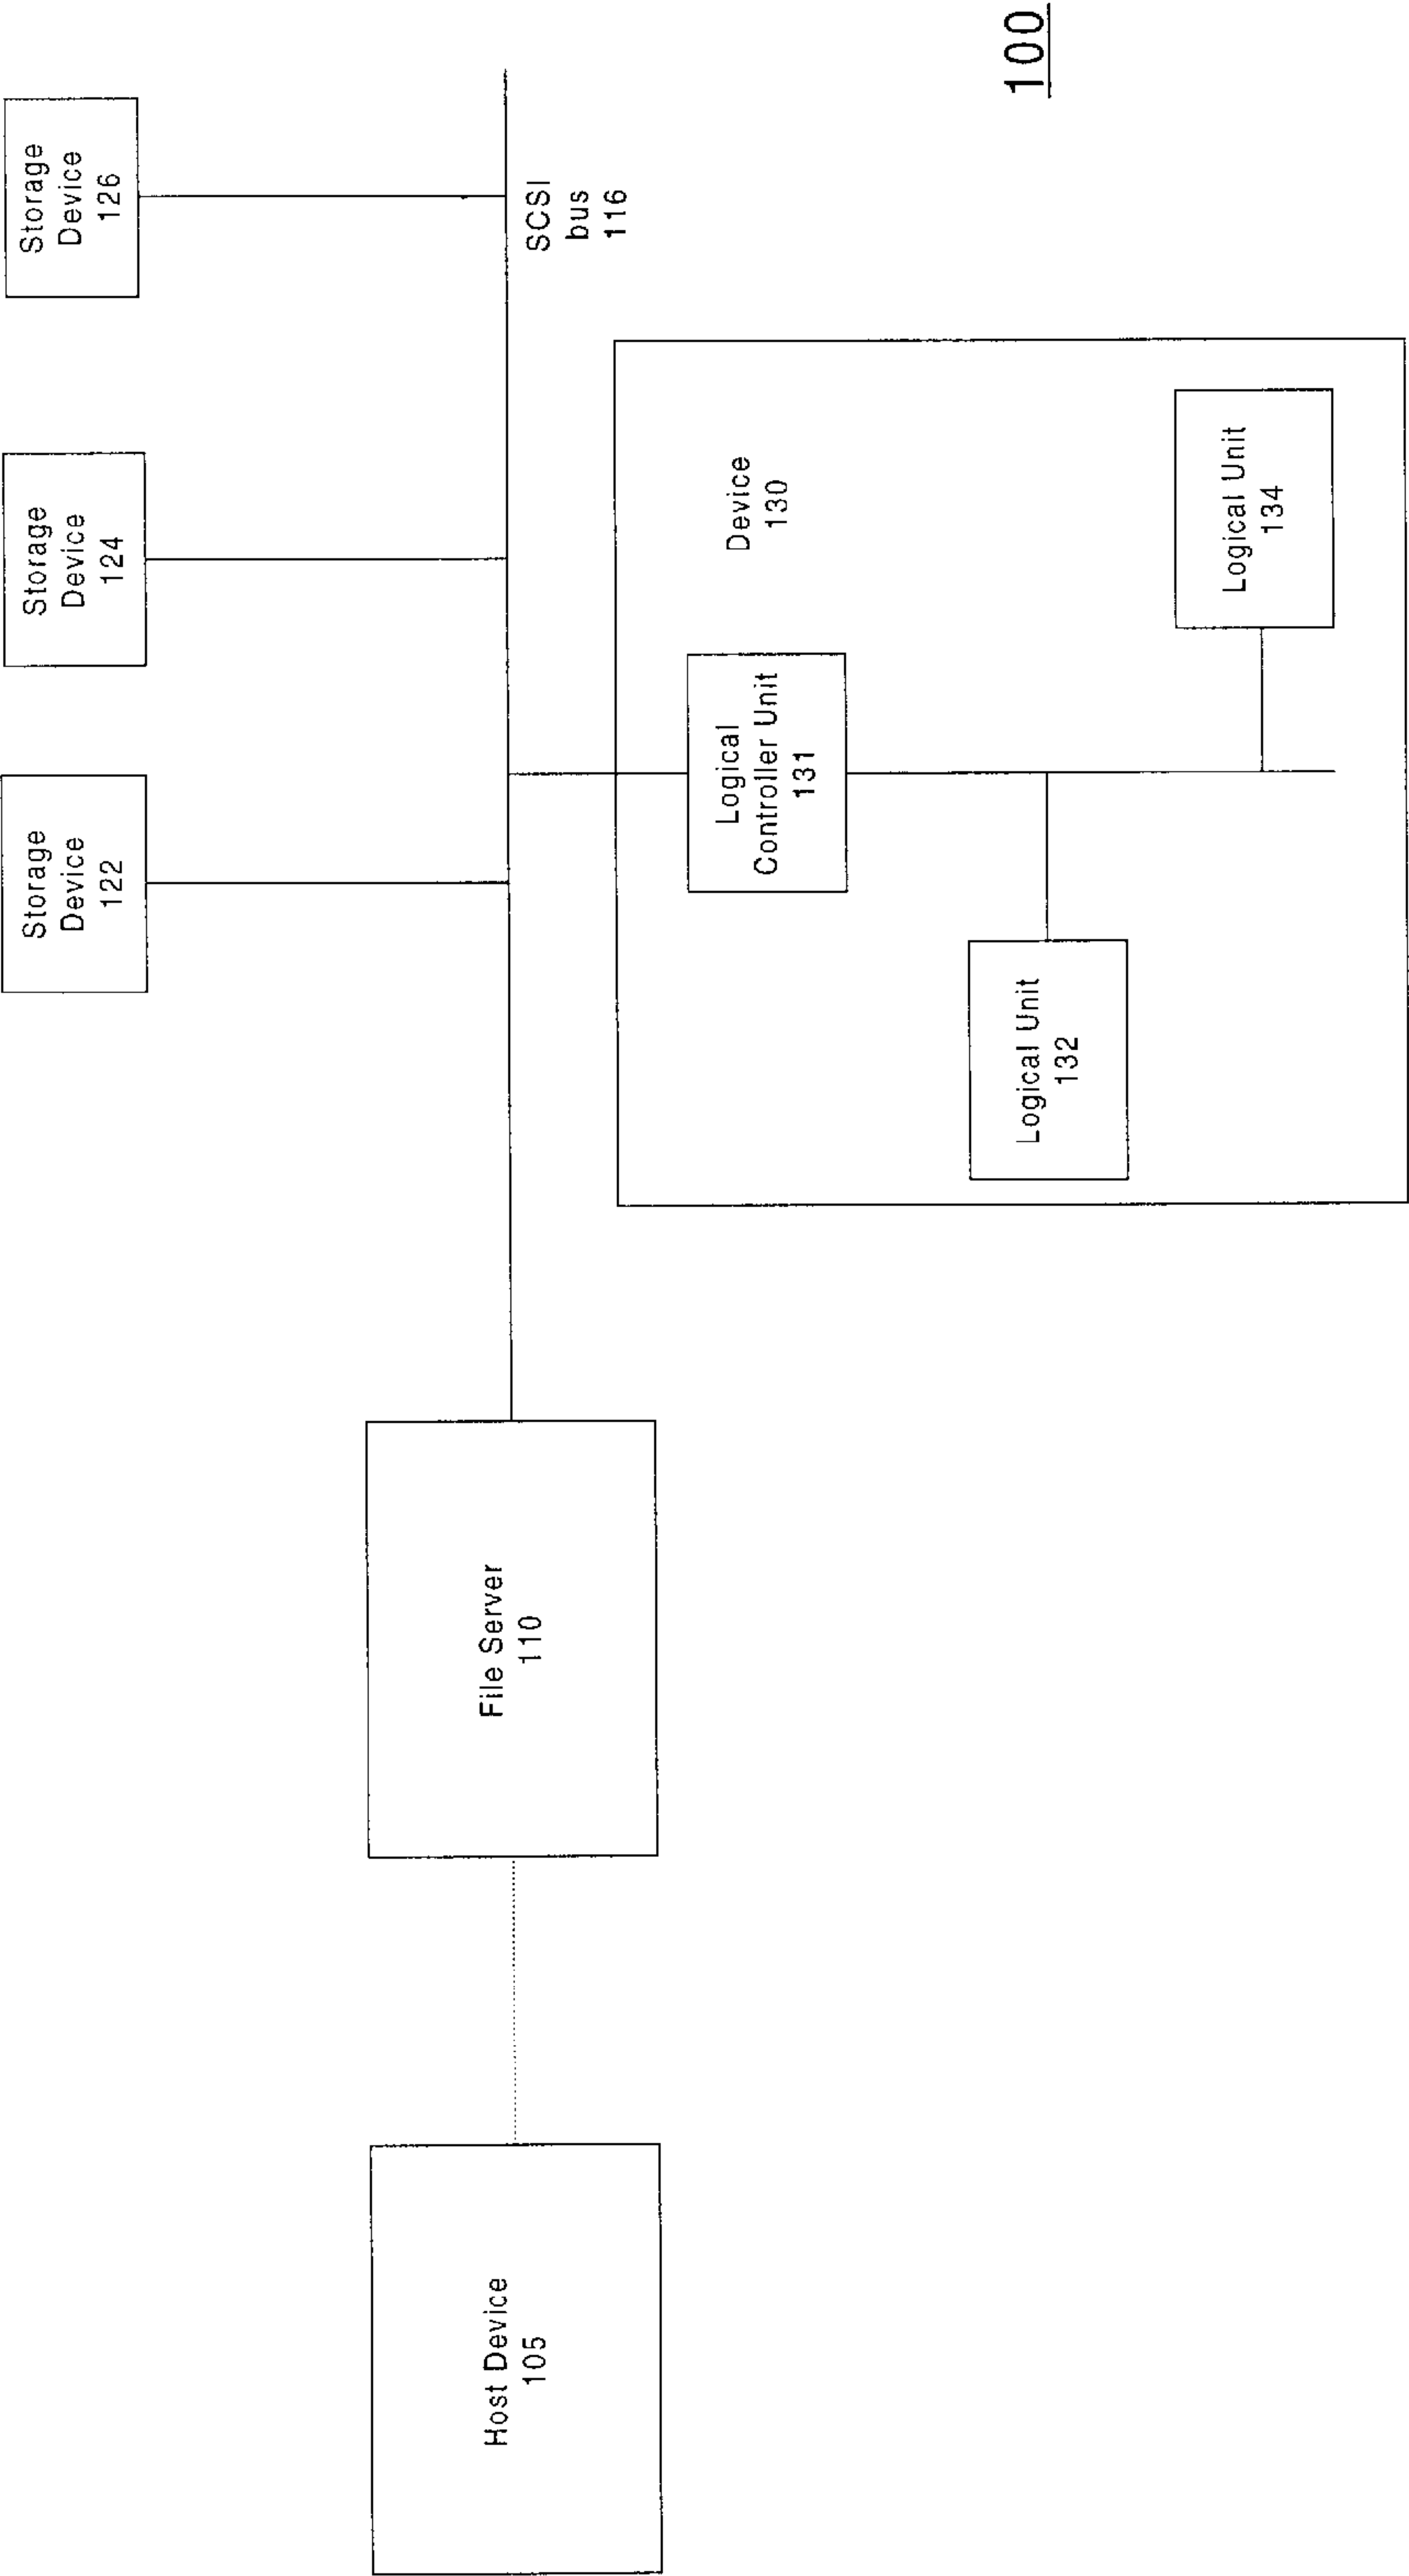 Storage
Device
122
Storage
Device
124
Storage
Device
126
SCSI
bus
116
Host Device
105
File Server
110
Device
130
Logical
Controller Unit
131
Logical Unit
132
Logical Unit
134
100